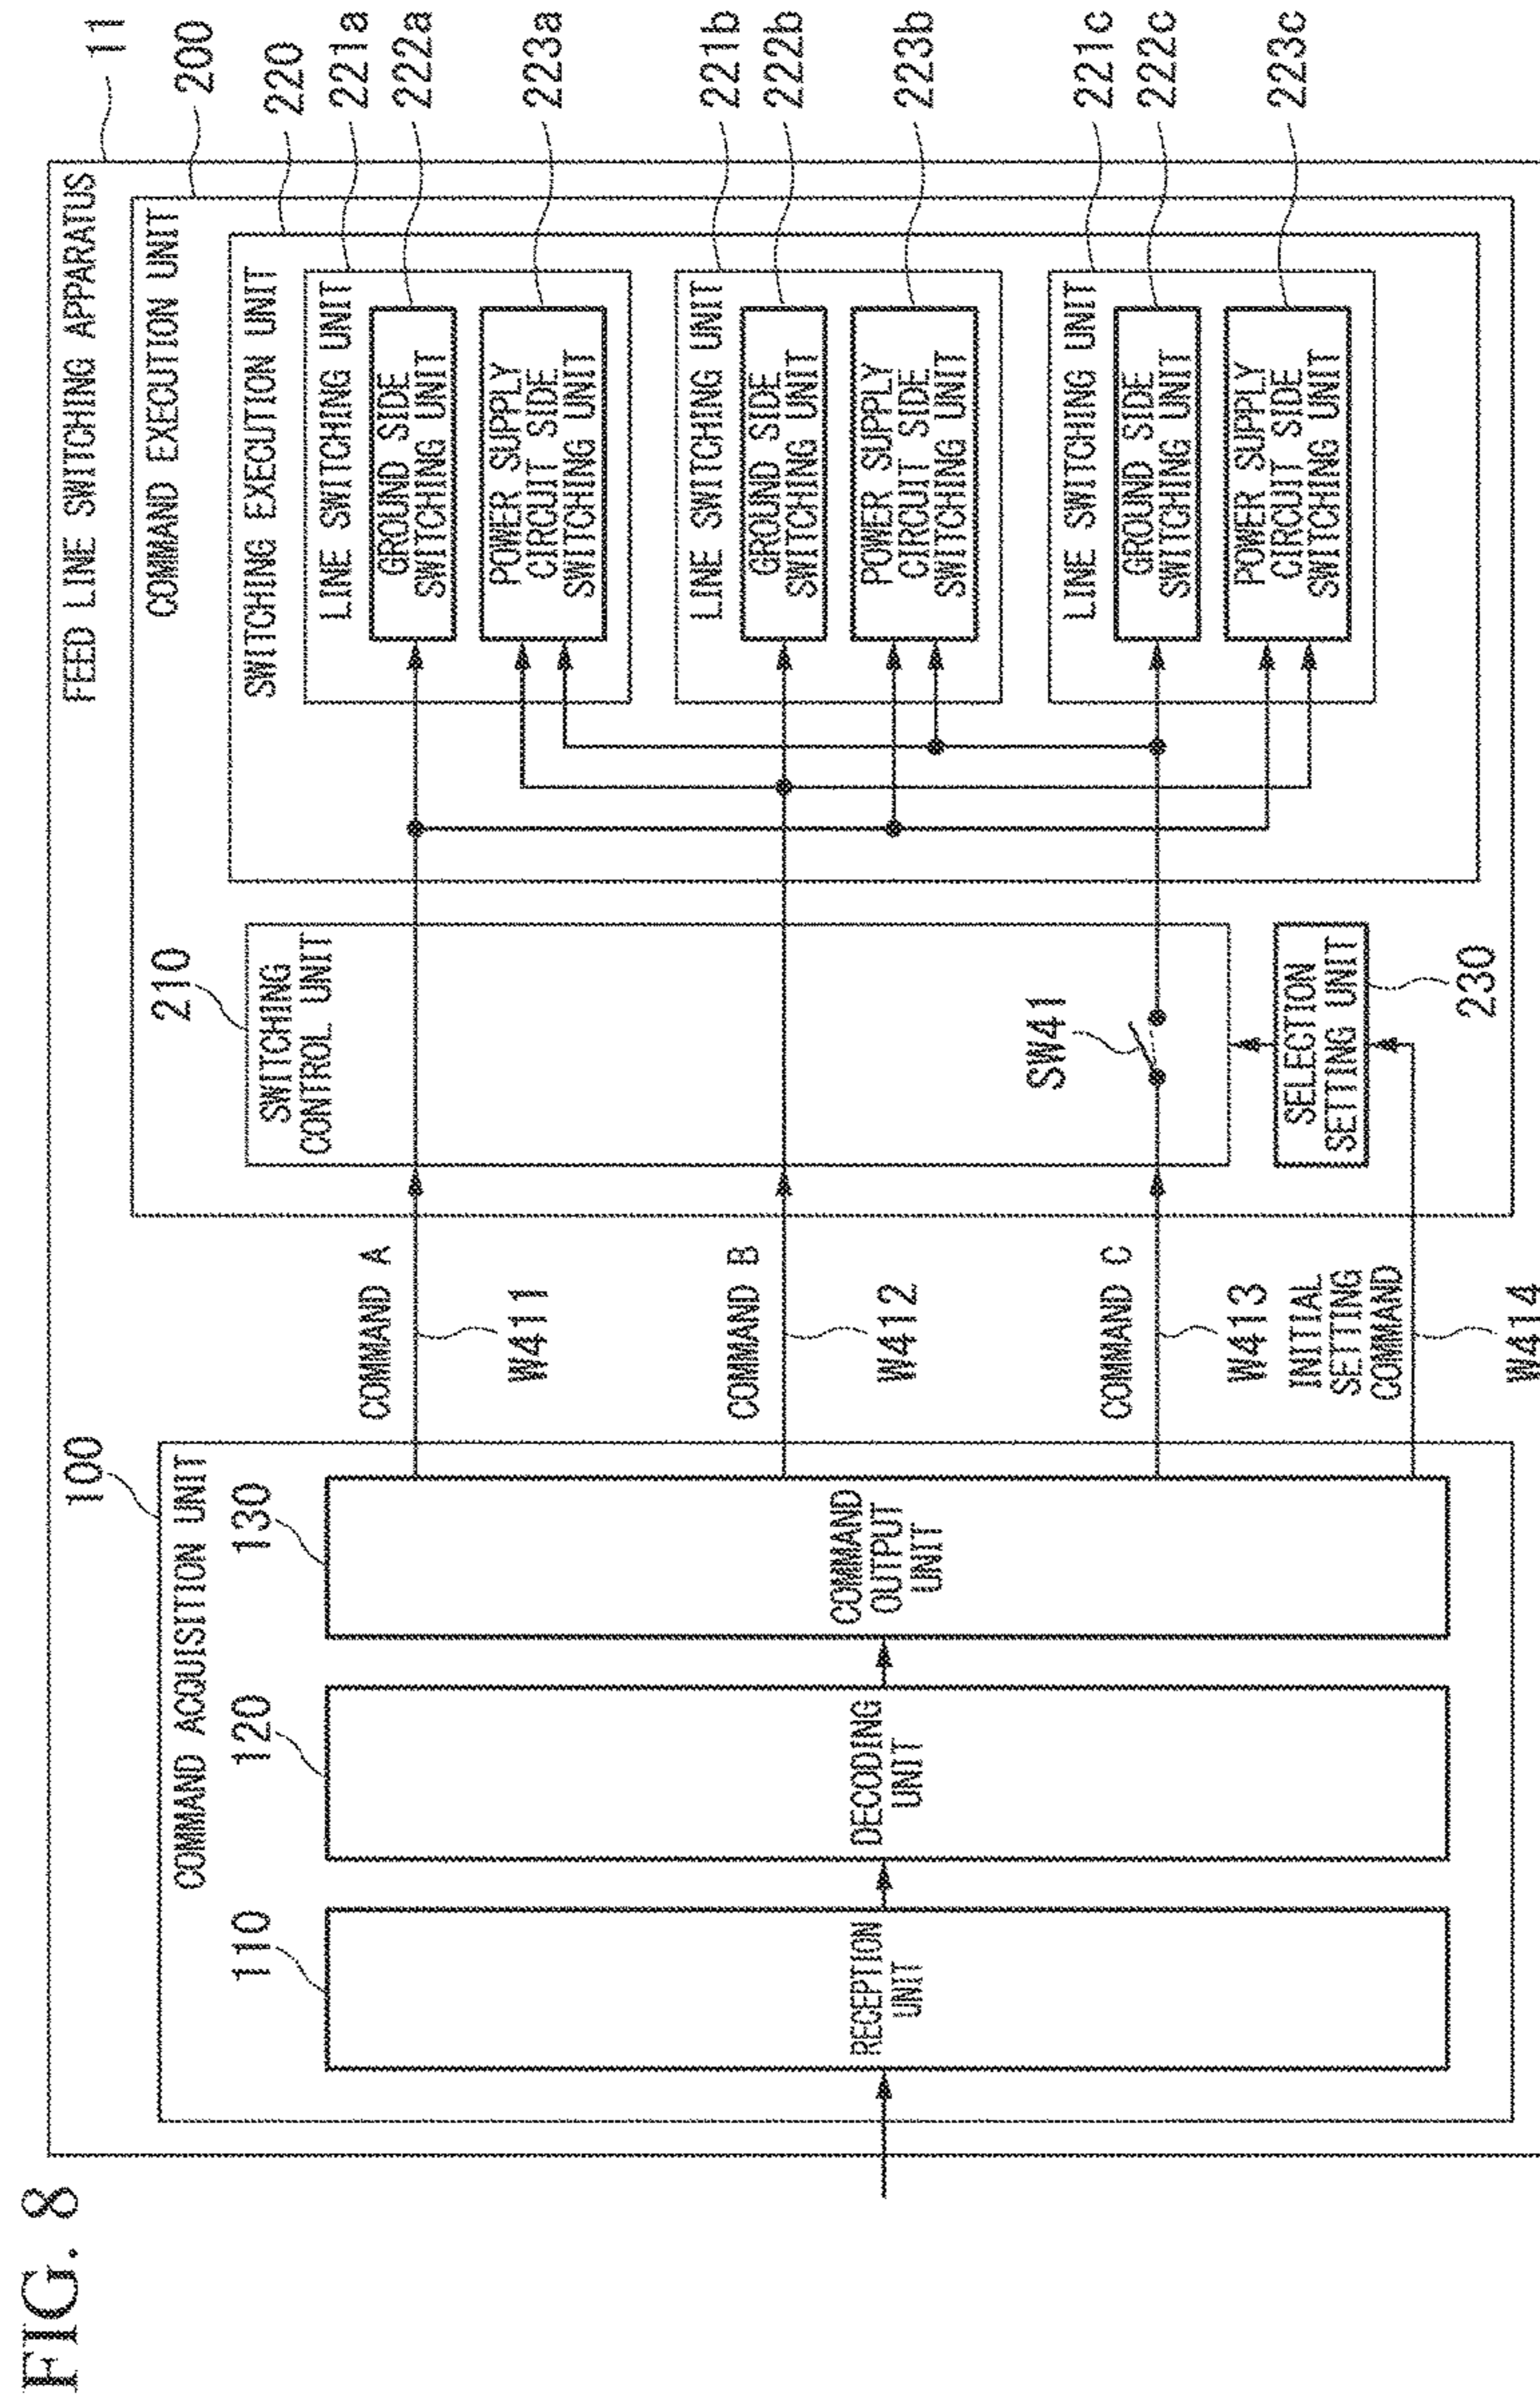 FIG. 8
FEED LINE SWITCHING APPARATUS
11
100
COMMAND ACQUISITION UNIT
110
RECEPTION
UNIT
120
DECODING
UNIT
130
COMMAND
OUTPUT
UNIT
COMMAND A
W411
COMMAND B
W412
COMMAND C
W413
INITIAL
SETTING
COMMAND
W414
COMMAND EXECUTION UNIT
200
210
SWITCHING
CONTROL UNIT
SW41
SELECTION
SETTING UNIT
230
SWITCHING EXECUTION UNIT
220
LINE SWITCHING UNIT
221a
GROUND SIDE
SWITCHING UNIT
222a
POWER SUPPLY
CIRCUIT SIDE
SWITCHING UNIT
223a
LINE SWITCHING UNIT
221b
GROUND SIDE
SWITCHING UNIT
222b
POWER SUPPLY
CIRCUIT SIDE
SWITCHING UNIT
223b
LINE SWITCHING UNIT
221c
GROUND SIDE
SWITCHING UNIT
222c
POWER SUPPLY
CIRCUIT SIDE
SWITCHING UNIT
223c